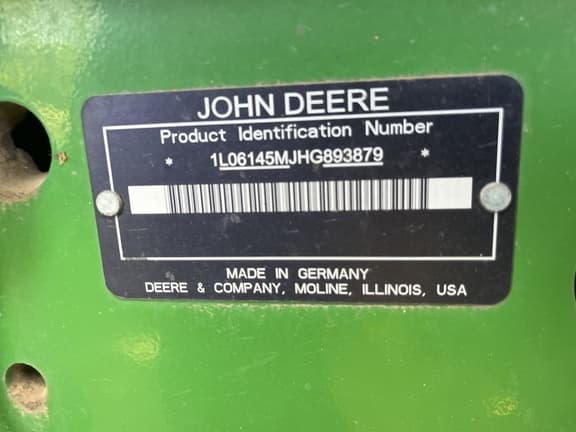 JOHN DEERE
Product Identification Number
* 1L06145MJHG893879 *
MADE IN GERMANY
DEERE & COMPANY, MOLINE, ILLINOIS, USA